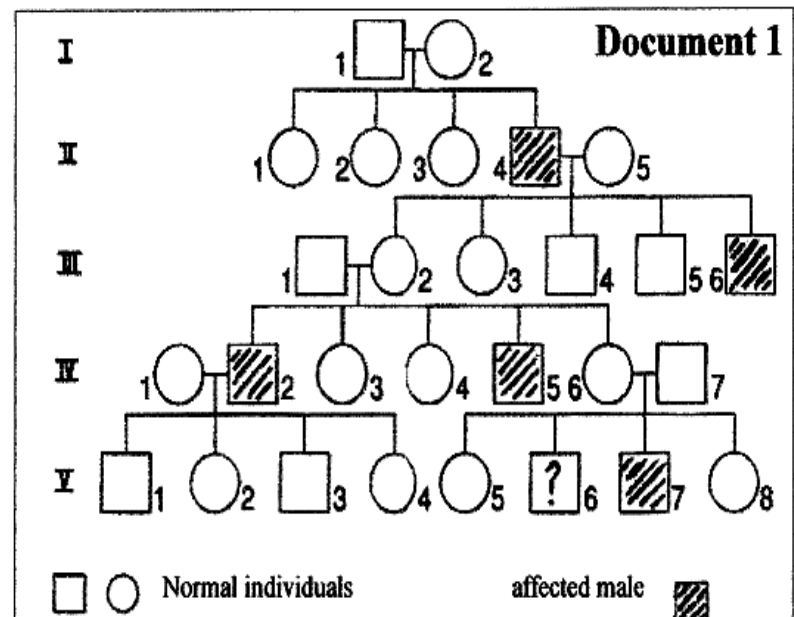 I
Document 1
1 2
II
1 2 3 4 5
III
1 2 3 4 5 6
IV
1 2 3 4 5 6 7
V
1 2 3 4 5 ? 6 7 8
Normal individuals affected male